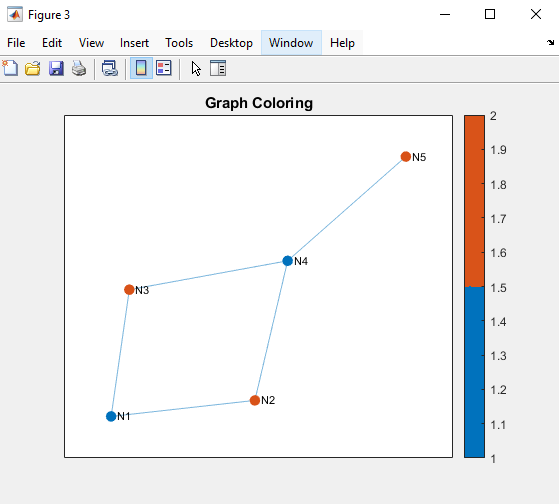 Figure 3
File Edit View Insert Tools Desktop Window Help
Graph Coloring
N5
N4
N3
N2
N1
2
1.9
1.8
1.7
1.6
1.5
1.4
1.3
1.2
1.1
1